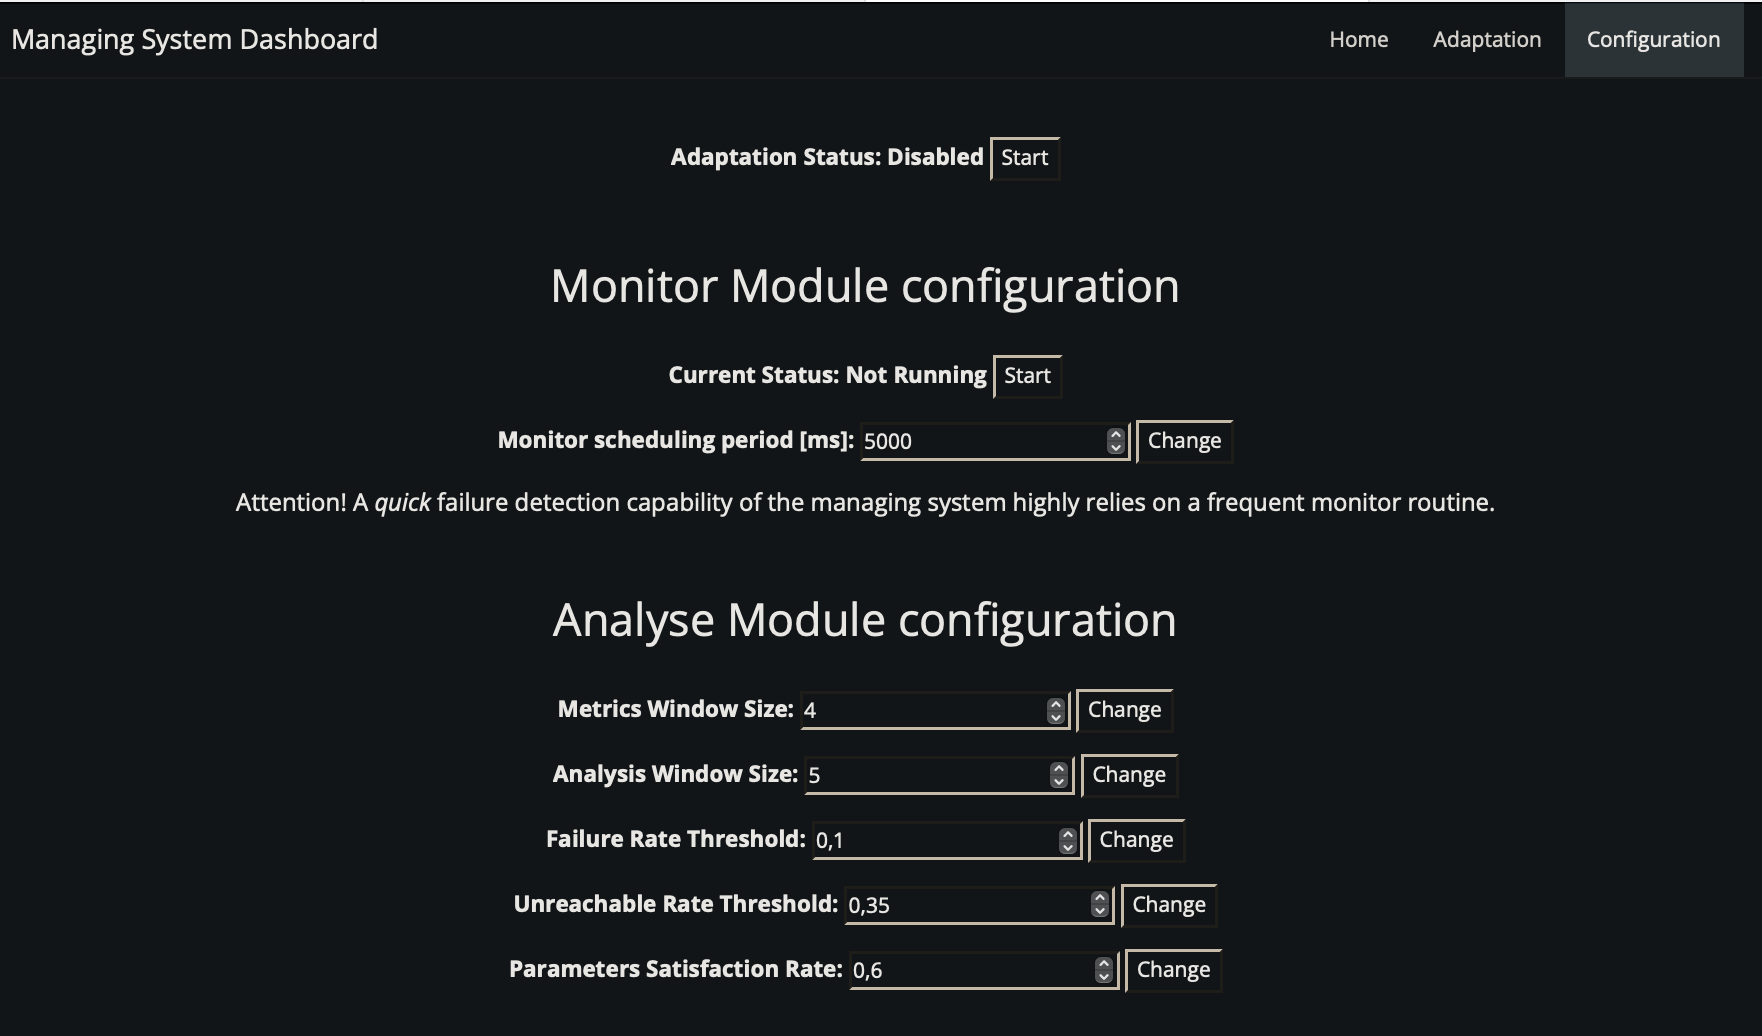 Managing System Dashboard Home Adaptation Configuration
Adaptation Status: Disabled Start
Monitor Module configuration
Current Status: Not Running Start
Monitor scheduling period [ms]: 5000 Change
Attention! A quick failure detection capability of the managing system highly relies on a frequent monitor routine.
Analyse Module configuration
Metrics Window Size: 4 Change
Analysis Window Size: 5 Change
Failure Rate Threshold: 0,1 Change
Unreachable Rate Threshold: 0,35 Change
Parameters Satisfaction Rate: 0,6 Change